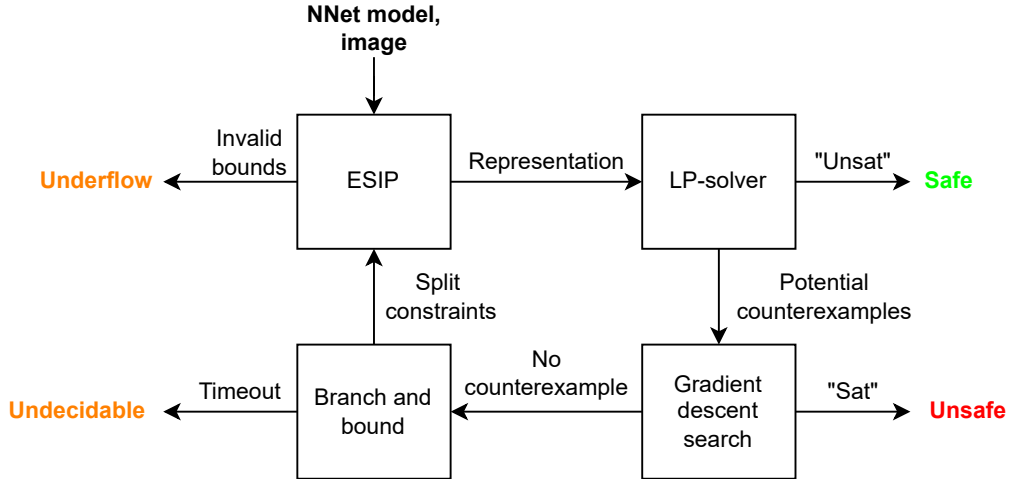 NNet model,
image
Invalid
bounds
Underflow
ESIP
Representation
LP-solver
"Unsat"
Safe
Split
constraints
Potential
counterexamples
No
counterexample
Timeout
Undecidable
Branch and
bound
Gradient
descent
search
"Sat"
Unsafe